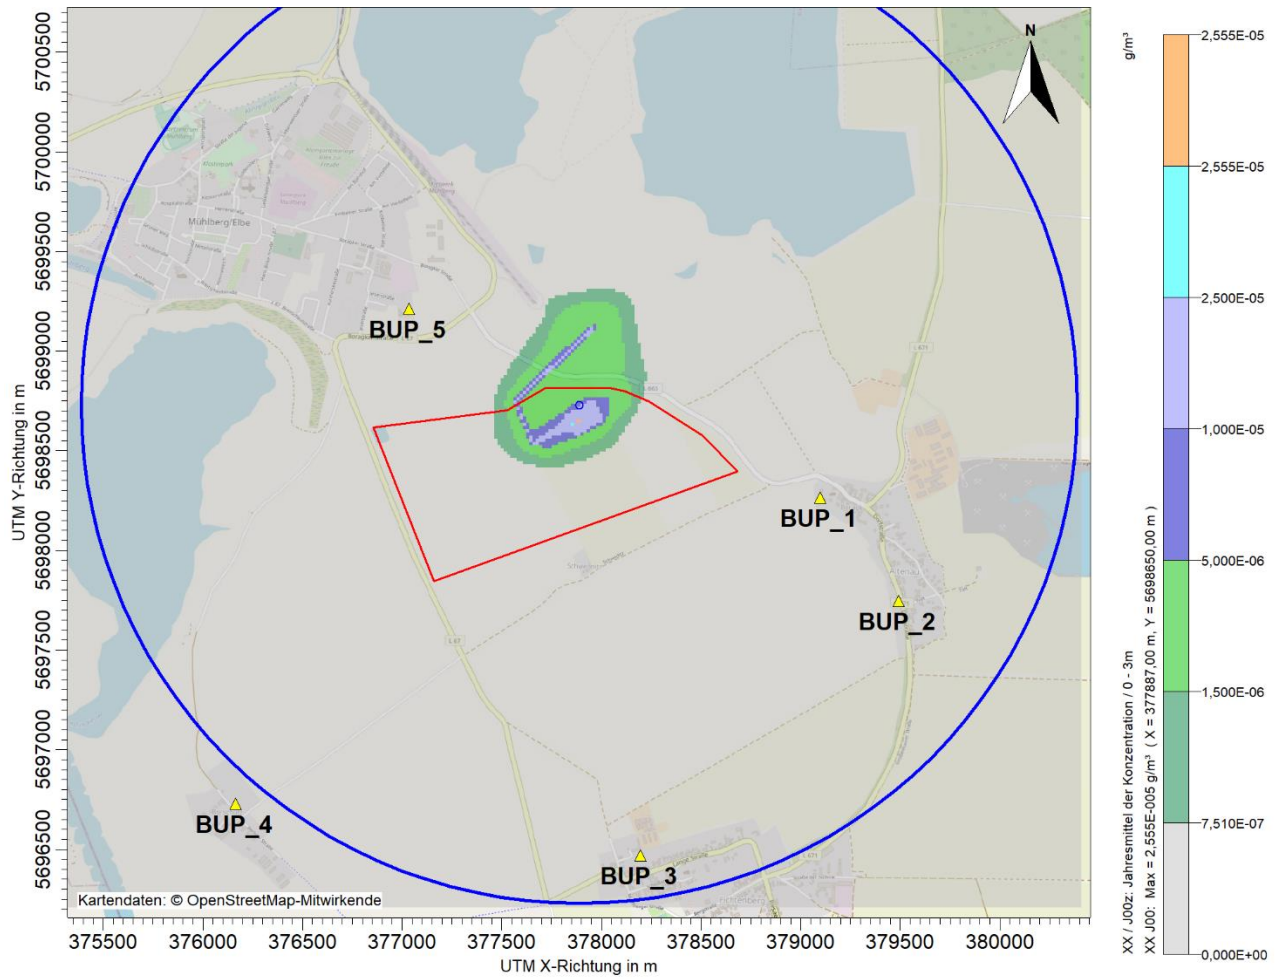 N
Mühlberg/Elbe
L 671
BUP_5
BUP_1
BUP_2
BUP_3
BUP_4
L 67
L 671
Kartendaten: © OpenStreetMap-Mitwirkende
5700500
5700000
5699500
5699000
5698500
5698000
5697500
5697000
5696500
UTM Y-Richtung in m
375500 376000 376500 377000 377500 378000 378500 379000 379500 380000
UTM X-Richtung in m
g/m³
2,555E-05
2,555E-05
2,500E-05
1,000E-05
5,000E-06
1,500E-06
7,510E-07
0,000E+00
XX / J00z: Jahresmittel der Konzentration / 0 - 3m
XX J00: Max = 2,555E-005 g/m³ ( X = 377887,00 m, Y = 5698650,00 m )